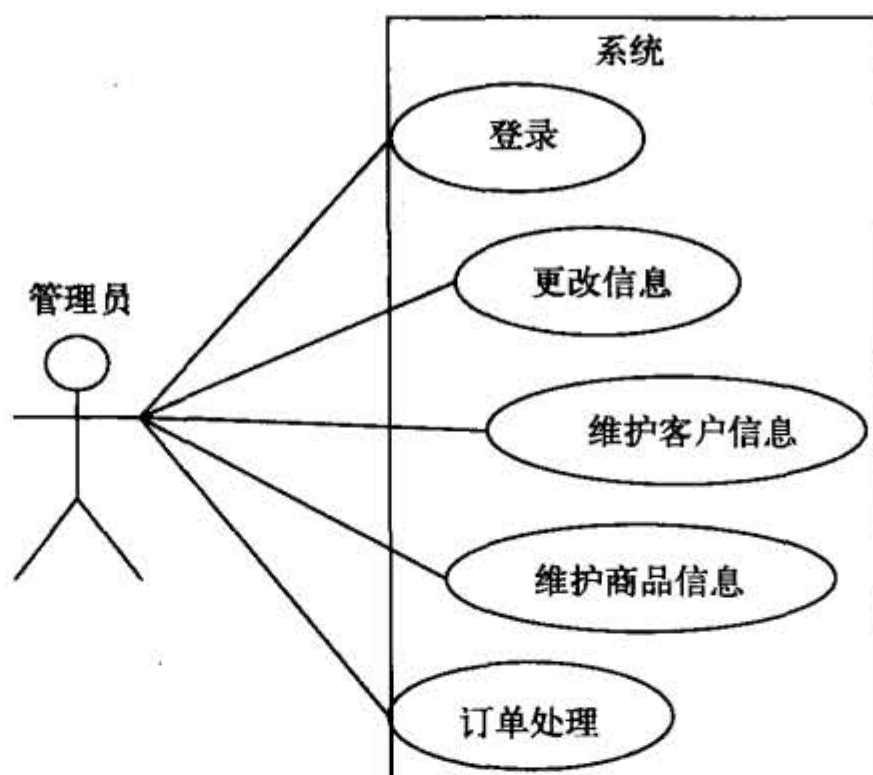 系统
登录
更改信息
管理员
维护客户信息
维护商品信息
订单处理